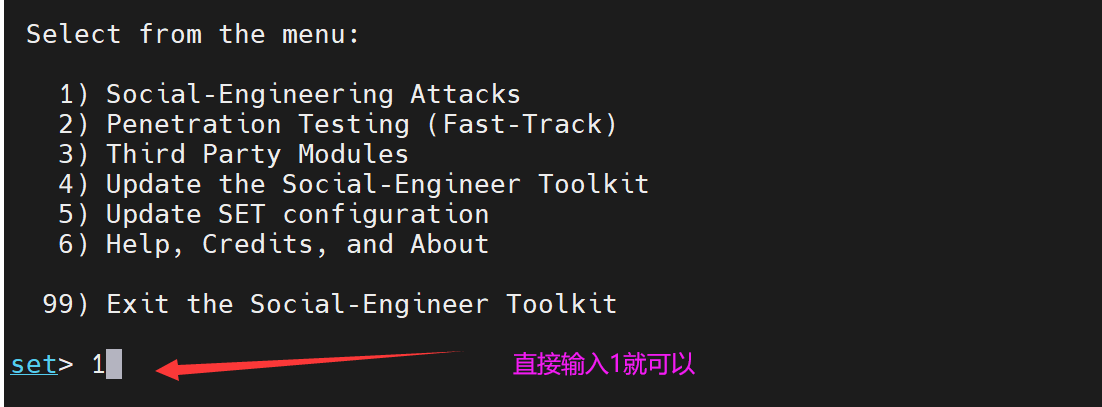 Select from the menu:
1) Social-Engineering Attacks
2) Penetration Testing (Fast-Track)
3) Third Party Modules
4) Update the Social-Engineer Toolkit
5) Update SET configuration
6) Help, Credits, and About
99) Exit the Social-Engineer Toolkit
set> 1 直接输入1就可以